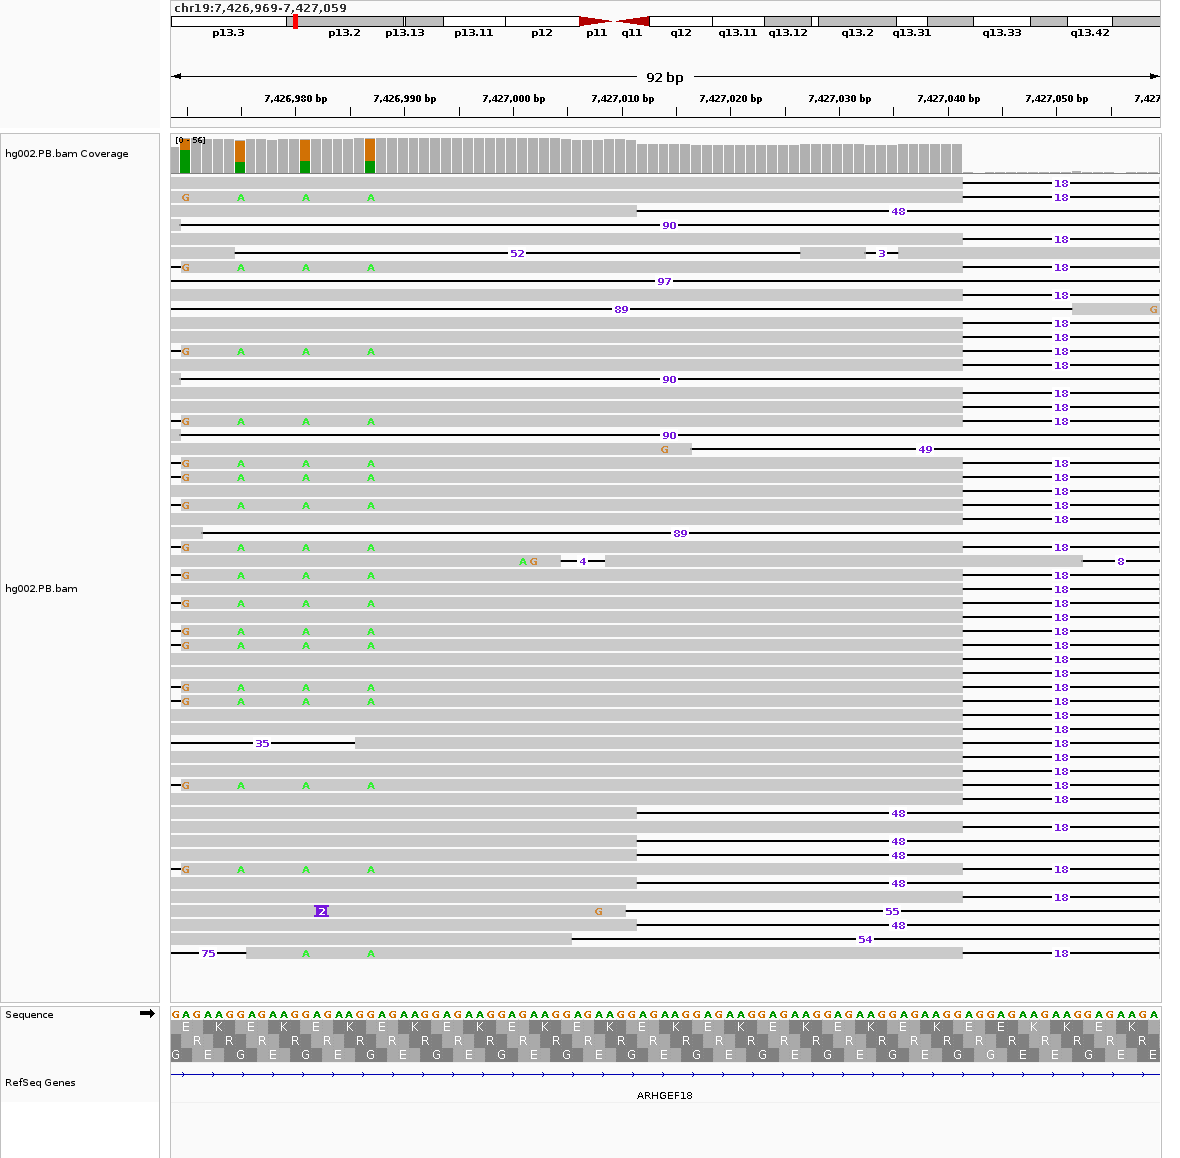 chr19:7,426,969-7,427,059
p13.3 p13.2 p13.13 p13.11 p12 p11 q11 q12 q13.11 q13.12 q13.2 q13.31 q13.33 q13.42
92 bp
7,426,980 bp 7,426,990 bp 7,427,000 bp 7,427,010 bp 7,427,020 bp 7,427,030 bp 7,427,040 bp 7,427,050 bp 7,427
[0 - 56]
hg002.PB.bam Coverage
18
G A A A 18
48
90
18
52 3
G A A A 18
97
18
89 G
18
18
G A A A 18
18
90
18
18
G A A A 18
90
G 49
G A A A 18
G A A A 18
18
G A A A 18
18
89
G A A A 18
A G 4 8
G A A A 18
hg002.PB.bam
18
G A A A 18
18
G A A A 18
G A A A 18
18
18
G A A A 18
G A A A 18
18
18
35 18
18
18
G A A A 18
18
48
18
48
48
G A A A 18
48
18
2 G 55
48
54
75 A A 18
Sequence
GAGAAGGAGAAGGAGAAGGAGAAGGAGAAGGAGAAGGAGAAGGAGAAGGAGAAGGAGAAGGAGAAGGAGAAGGAGGAGAAGAAGGAGAAGA
E K E K E K E K E K E K E K E K E K E K E K E K E E K K E K
R R R R R R R R R R R R R R R R R R R R R R R R R R R R R R
G E G E G E G E G E G E G E G E G E G E G E G E G G E E G E E
RefSeq Genes
ARHGEF18